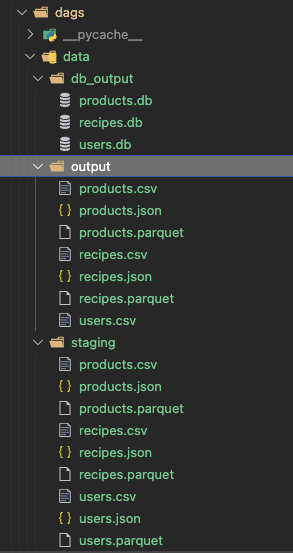 dags
__pycache__
data
db_output
products.db
recipes.db
users.db
output
products.csv
products.json
products.parquet
recipes.csv
recipes.json
recipes.parquet
users.csv
staging
products.csv
products.json
products.parquet
recipes.csv
recipes.json
recipes.parquet
users.csv
users.json
users.parquet